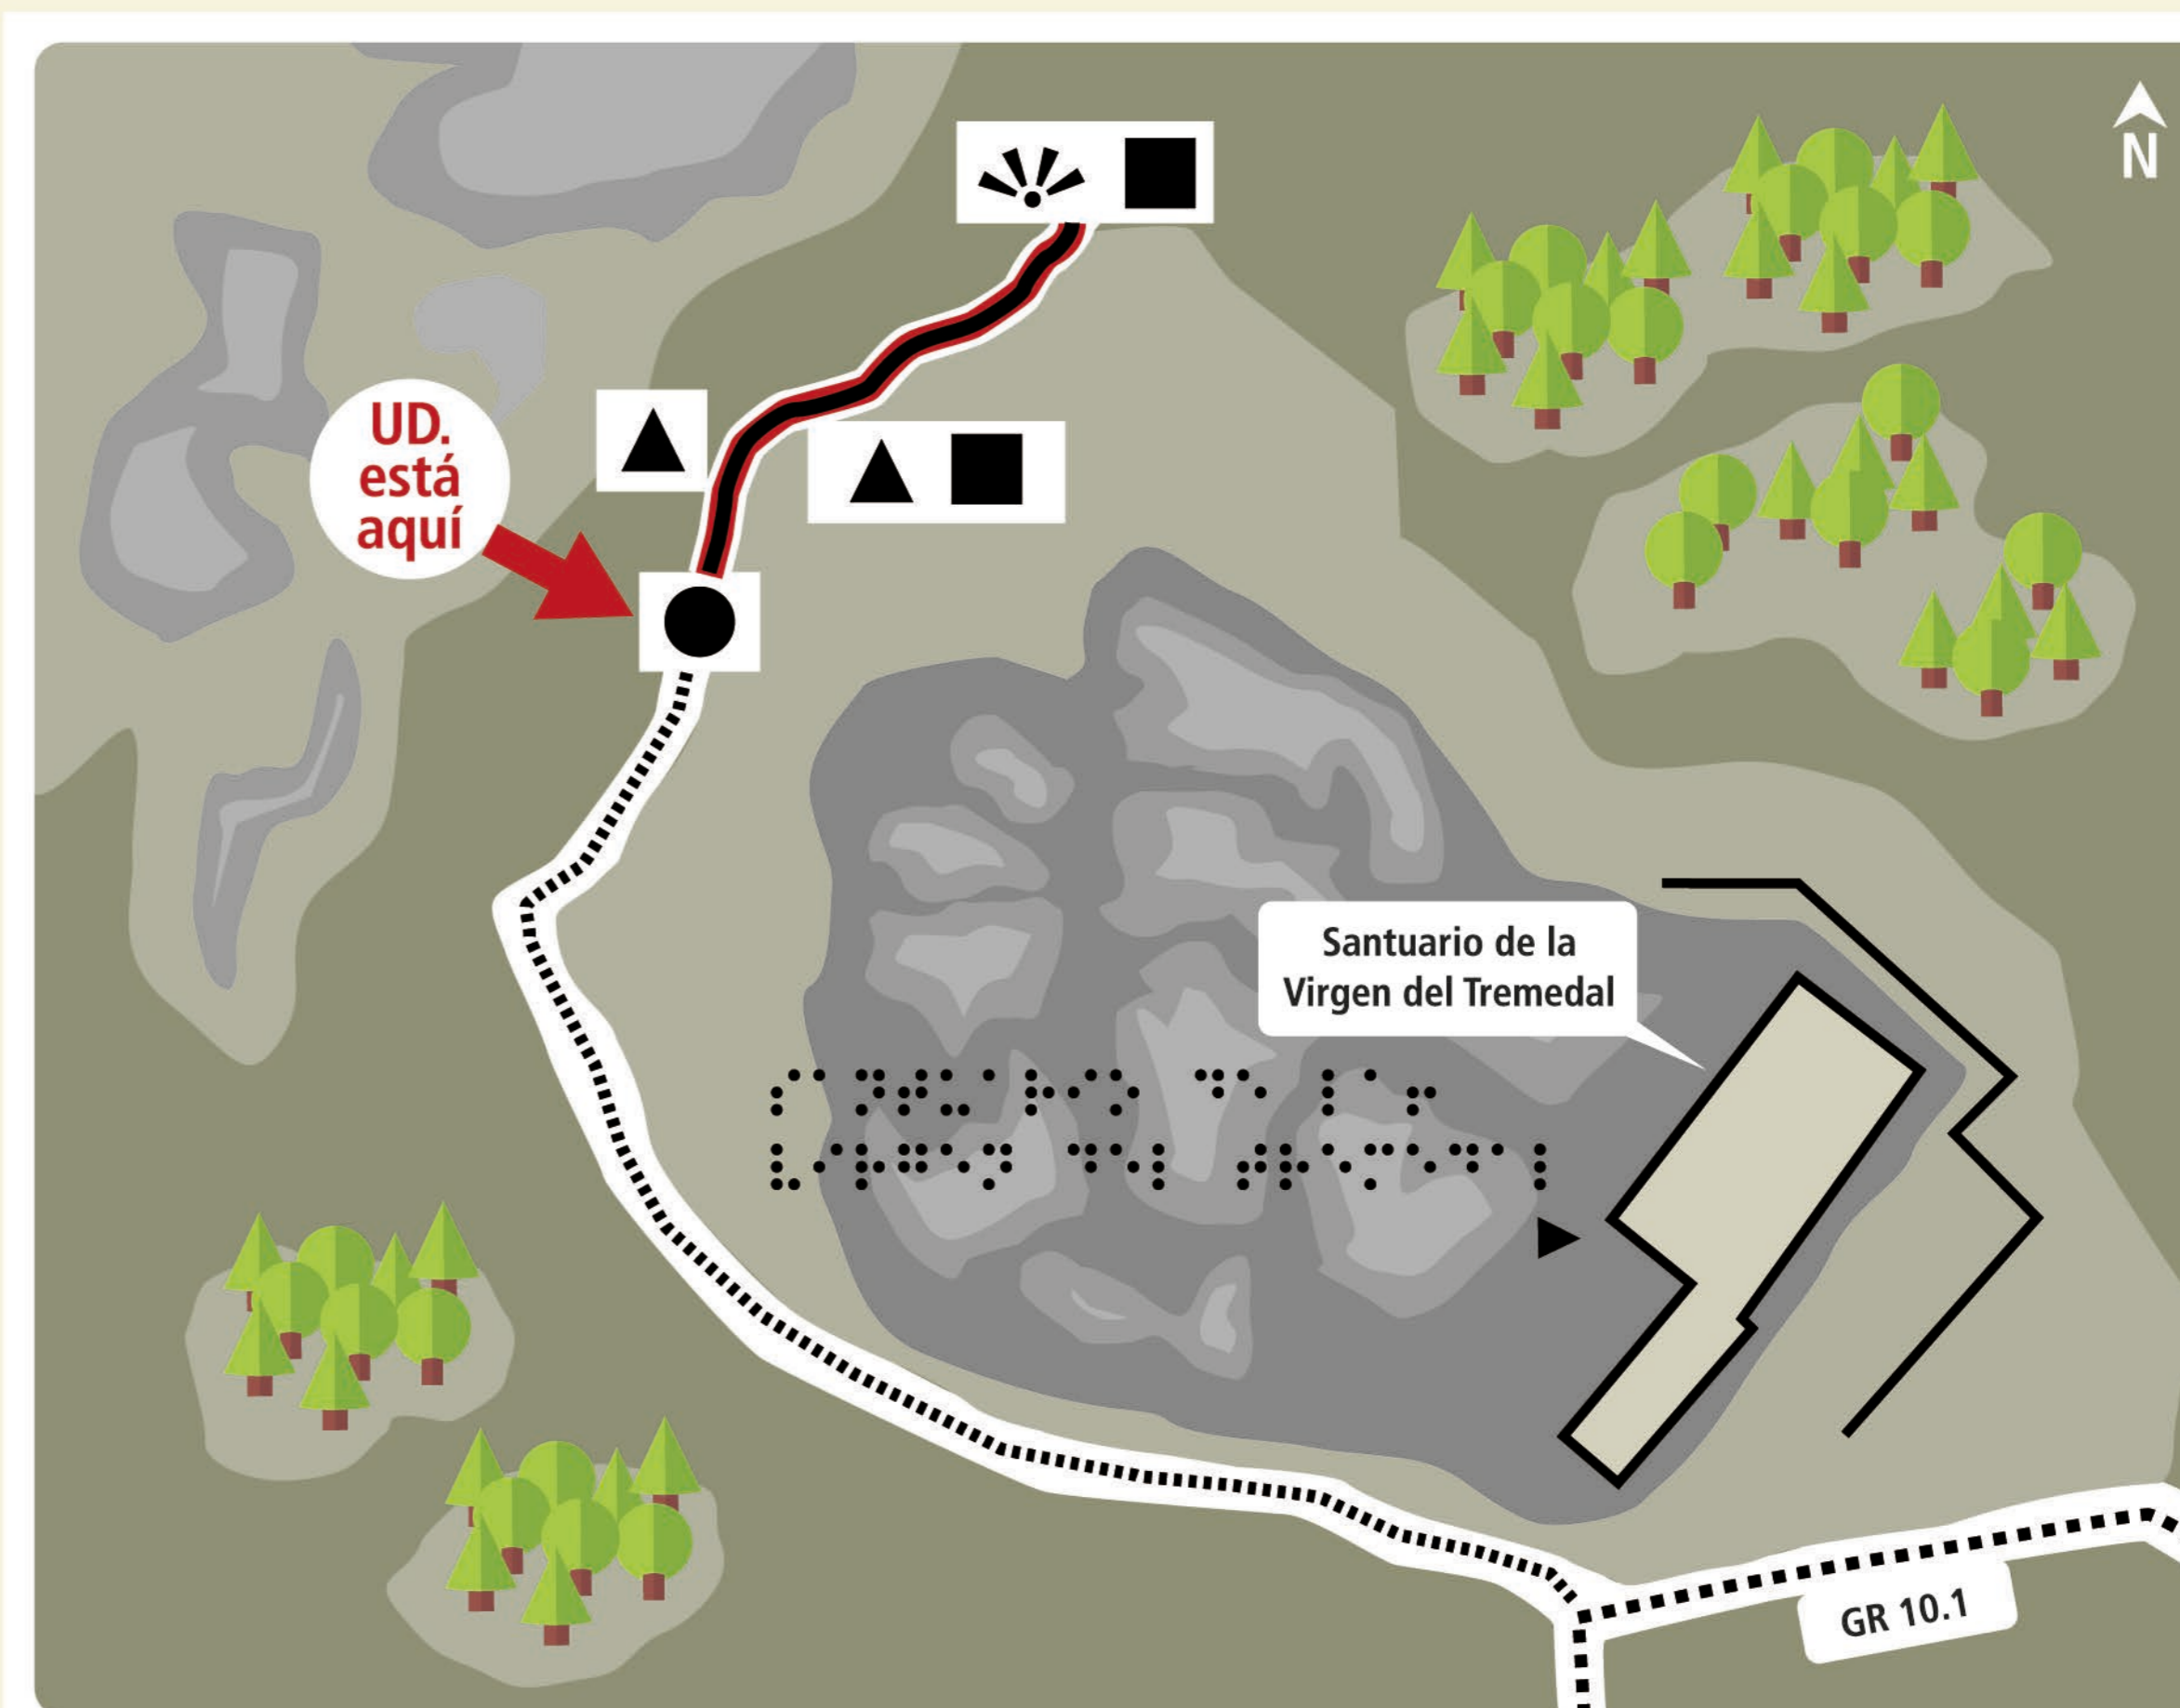 N
UD.
está
aquí
Santuario de la
Virgen del Tremedal
⠎⠁⠝⠞⠥⠁⠗⠊⠕ ⠙⠑ ⠇⠁⠖
⠧⠊⠗⠛⠑⠝ ⠙⠑⠇ ⠞⠗⠑⠍⠑⠙⠁⠇
GR 10.1